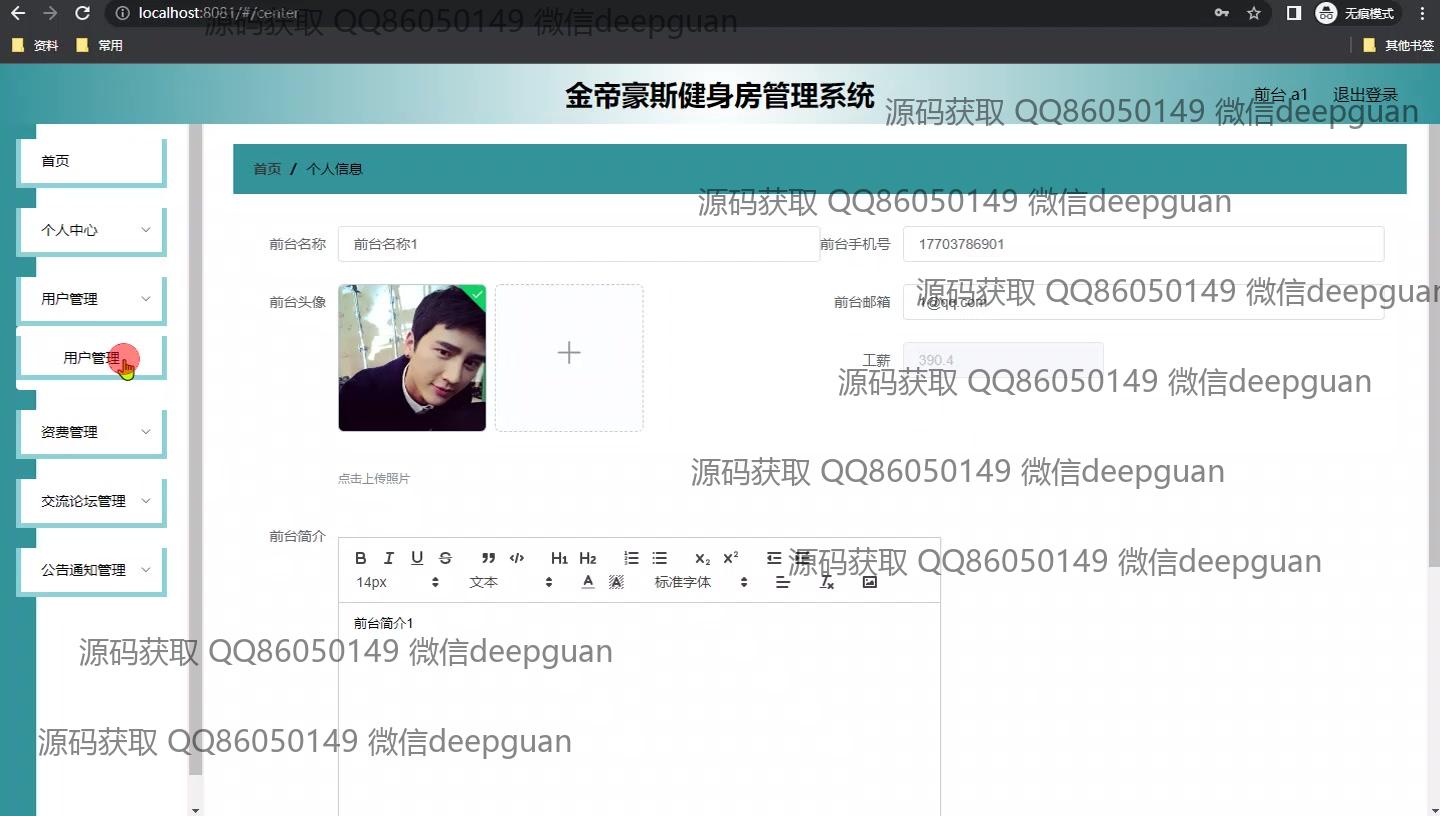 localhost:8081/#/center
无痕模式
源码获取 QQ86050149 微信deepguan
资料
常用
其他书签
金帝豪斯健身房管理系统
前台 a1
退出登录
源码获取 QQ86050149 微信deepguan
首页
首页 / 个人信息
源码获取 QQ86050149 微信deepguan
个人中心
前台名称
前台名称1
前台手机号
17703786901
用户管理
前台头像
前台邮箱
1@qq.com
源码获取 QQ86050149 微信deepguan
用户管理
工薪
390.4
源码获取 QQ86050149 微信deepguan
资费管理
点击上传照片
源码获取 QQ86050149 微信deepguan
交流论坛管理
前台简介
B I U S H1 H2 X2 X2
源码获取 QQ86050149 微信deepguan
公告通知管理
14px
文本
A
标准字体
前台简介1
源码获取 QQ86050149 微信deepguan
源码获取 QQ86050149 微信deepguan